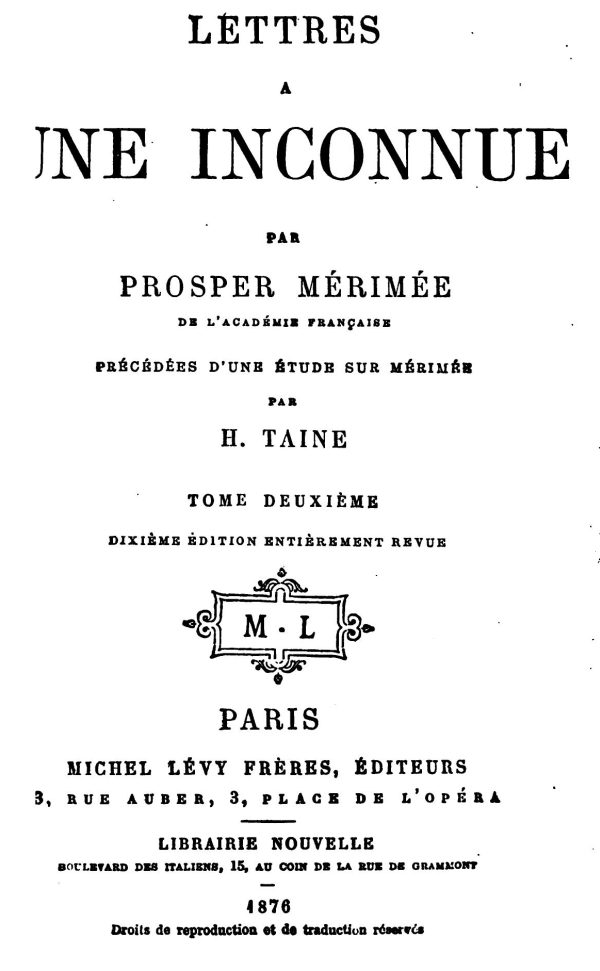 LETTRES
A
UNE INCONNUE
PAR
PROSPER MÉRIMÉE
DE L'ACADÉMIE FRANÇAISE
PRÉCÉDÉES D'UNE ÉTUDE SUR MÉRIMÉE
PAR
H. TAINE
TOME DEUXIÈME
DIXIÈME ÉDITION ENTIÈREMENT REVUE
M · L
PARIS
MICHEL LÉVY FRÈRES, ÉDITEURS
3, RUE AUBER, 3, PLACE DE L'OPÉRA
LIBRAIRIE NOUVELLE
BOULEVARD DES ITALIENS, 15, AU COIN DE LA RUE DE GRAMMONT
1876
Droits de reproduction et de traduction réservés